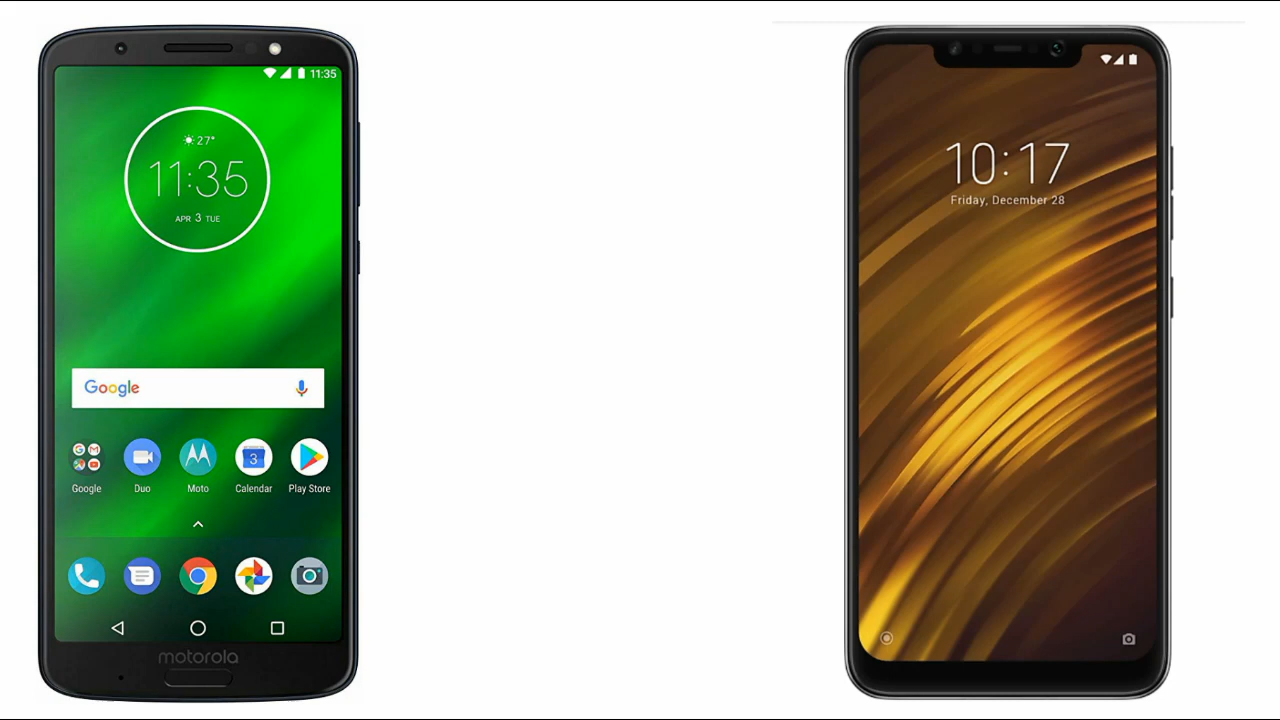 11:35
27°
11:35
APR 3 TUE
Google
3
Google
Duo
Moto
Calendar
Play Store
motorola
10:17
Friday, December 28